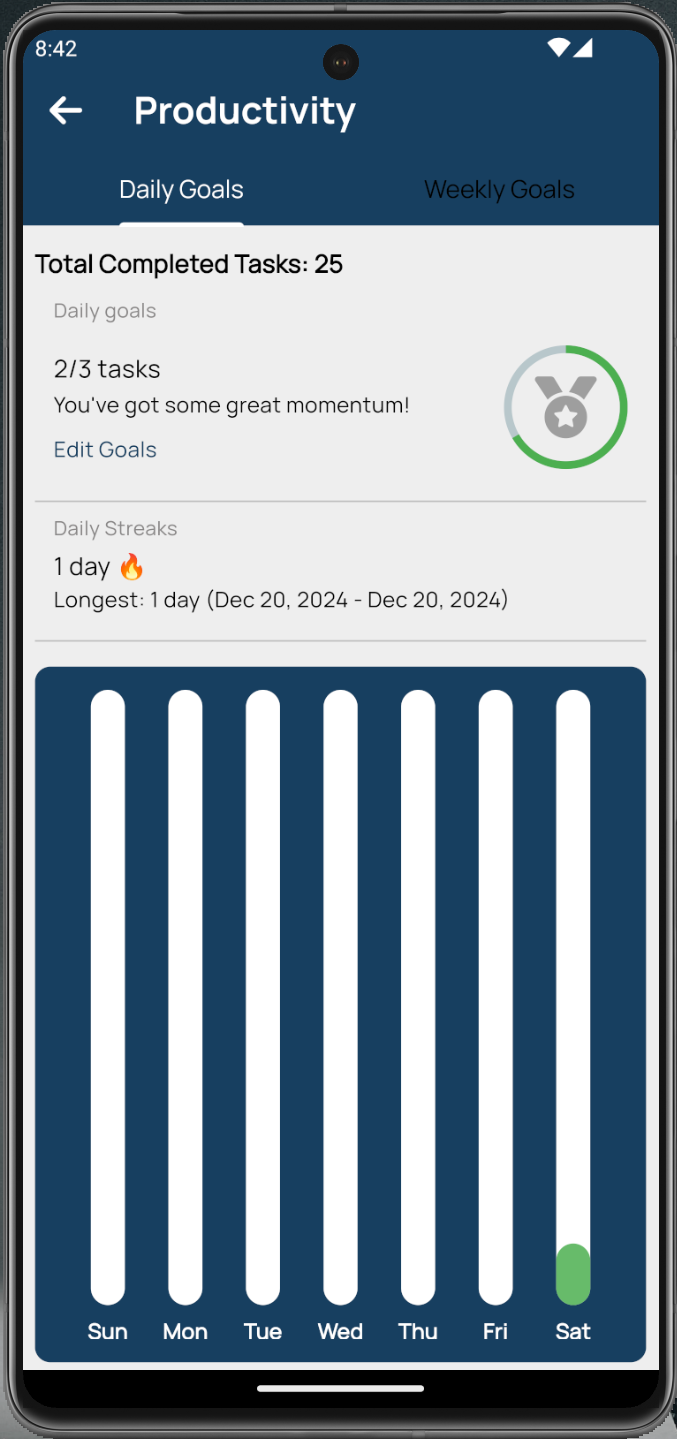 8:42
Productivity
Daily Goals
Weekly Goals
Total Completed Tasks: 25
Daily goals
2/3 tasks
You've got some great momentum!
Edit Goals
Daily Streaks
1 day 🔥
Longest: 1 day (Dec 20, 2024 - Dec 20, 2024)
Sun Mon Tue Wed Thu Fri Sat